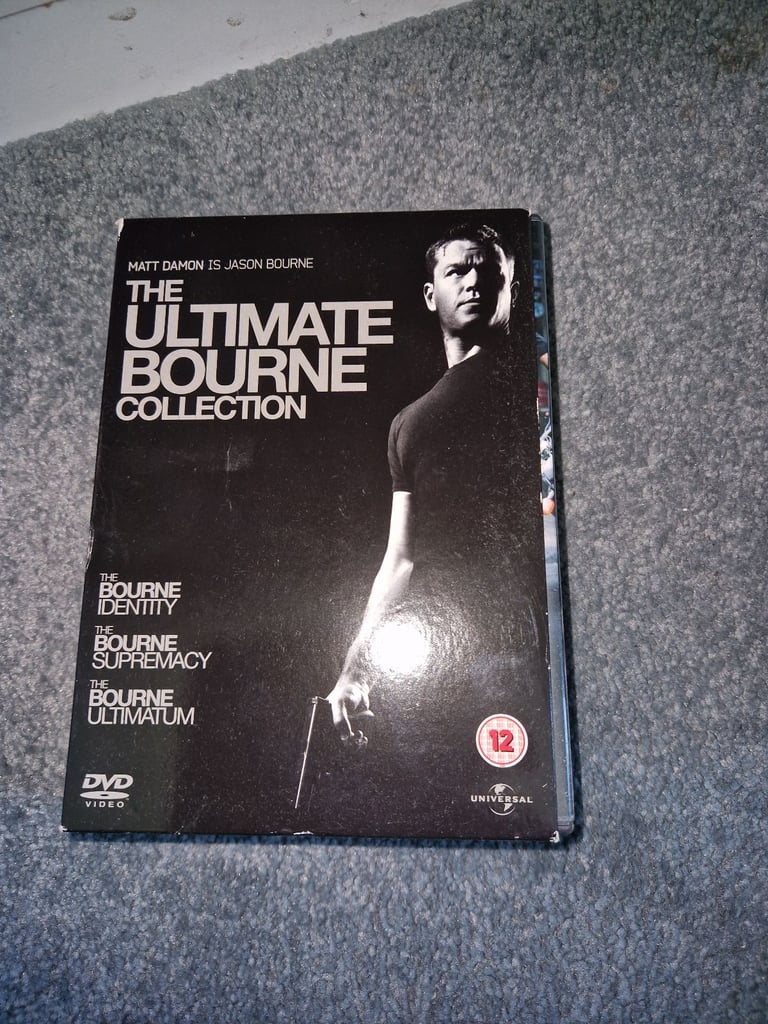 MATT DAMON IS JASON BOURNE
THE
ULTIMATE
BOURNE
COLLECTION
THE
BOURNE
IDENTITY
THE
BOURNE
SUPREMACY
THE
BOURNE
ULTIMATUM
12
DVD
VIDEO
UNIVERSAL